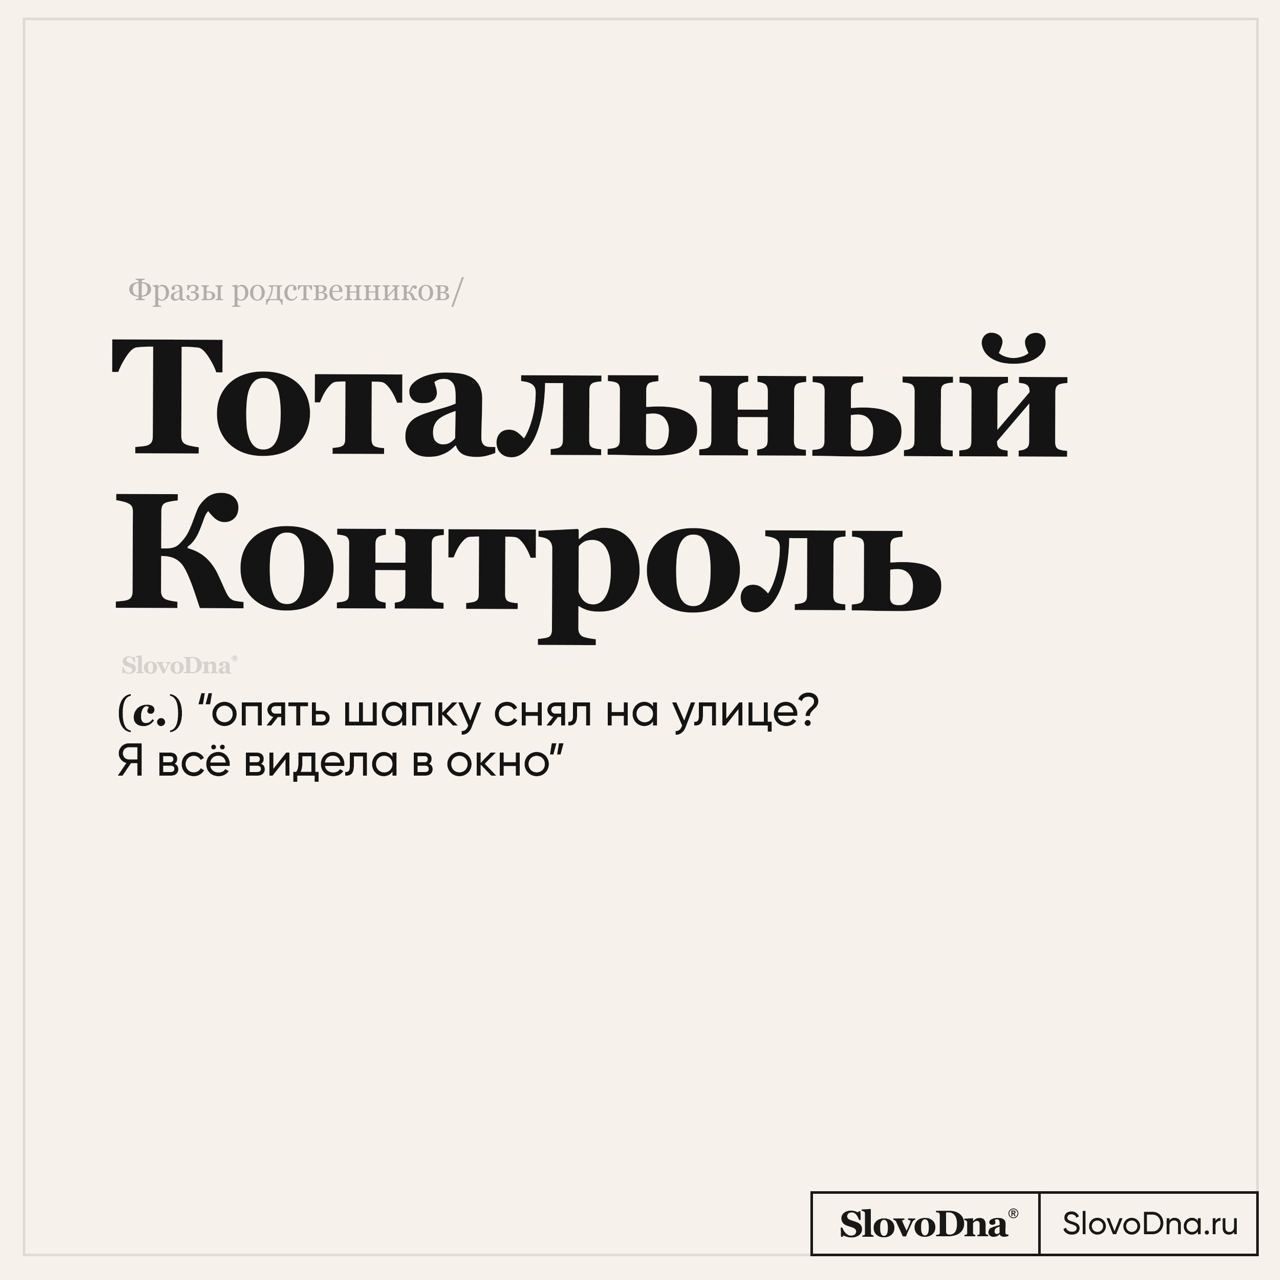 Фразы родственников/
Тотальный
Контроль
SlovoDna®
(с.) “опять шапку снял на улице?
Я всё видела в окно”
SlovoDna®
SlovoDna.ru